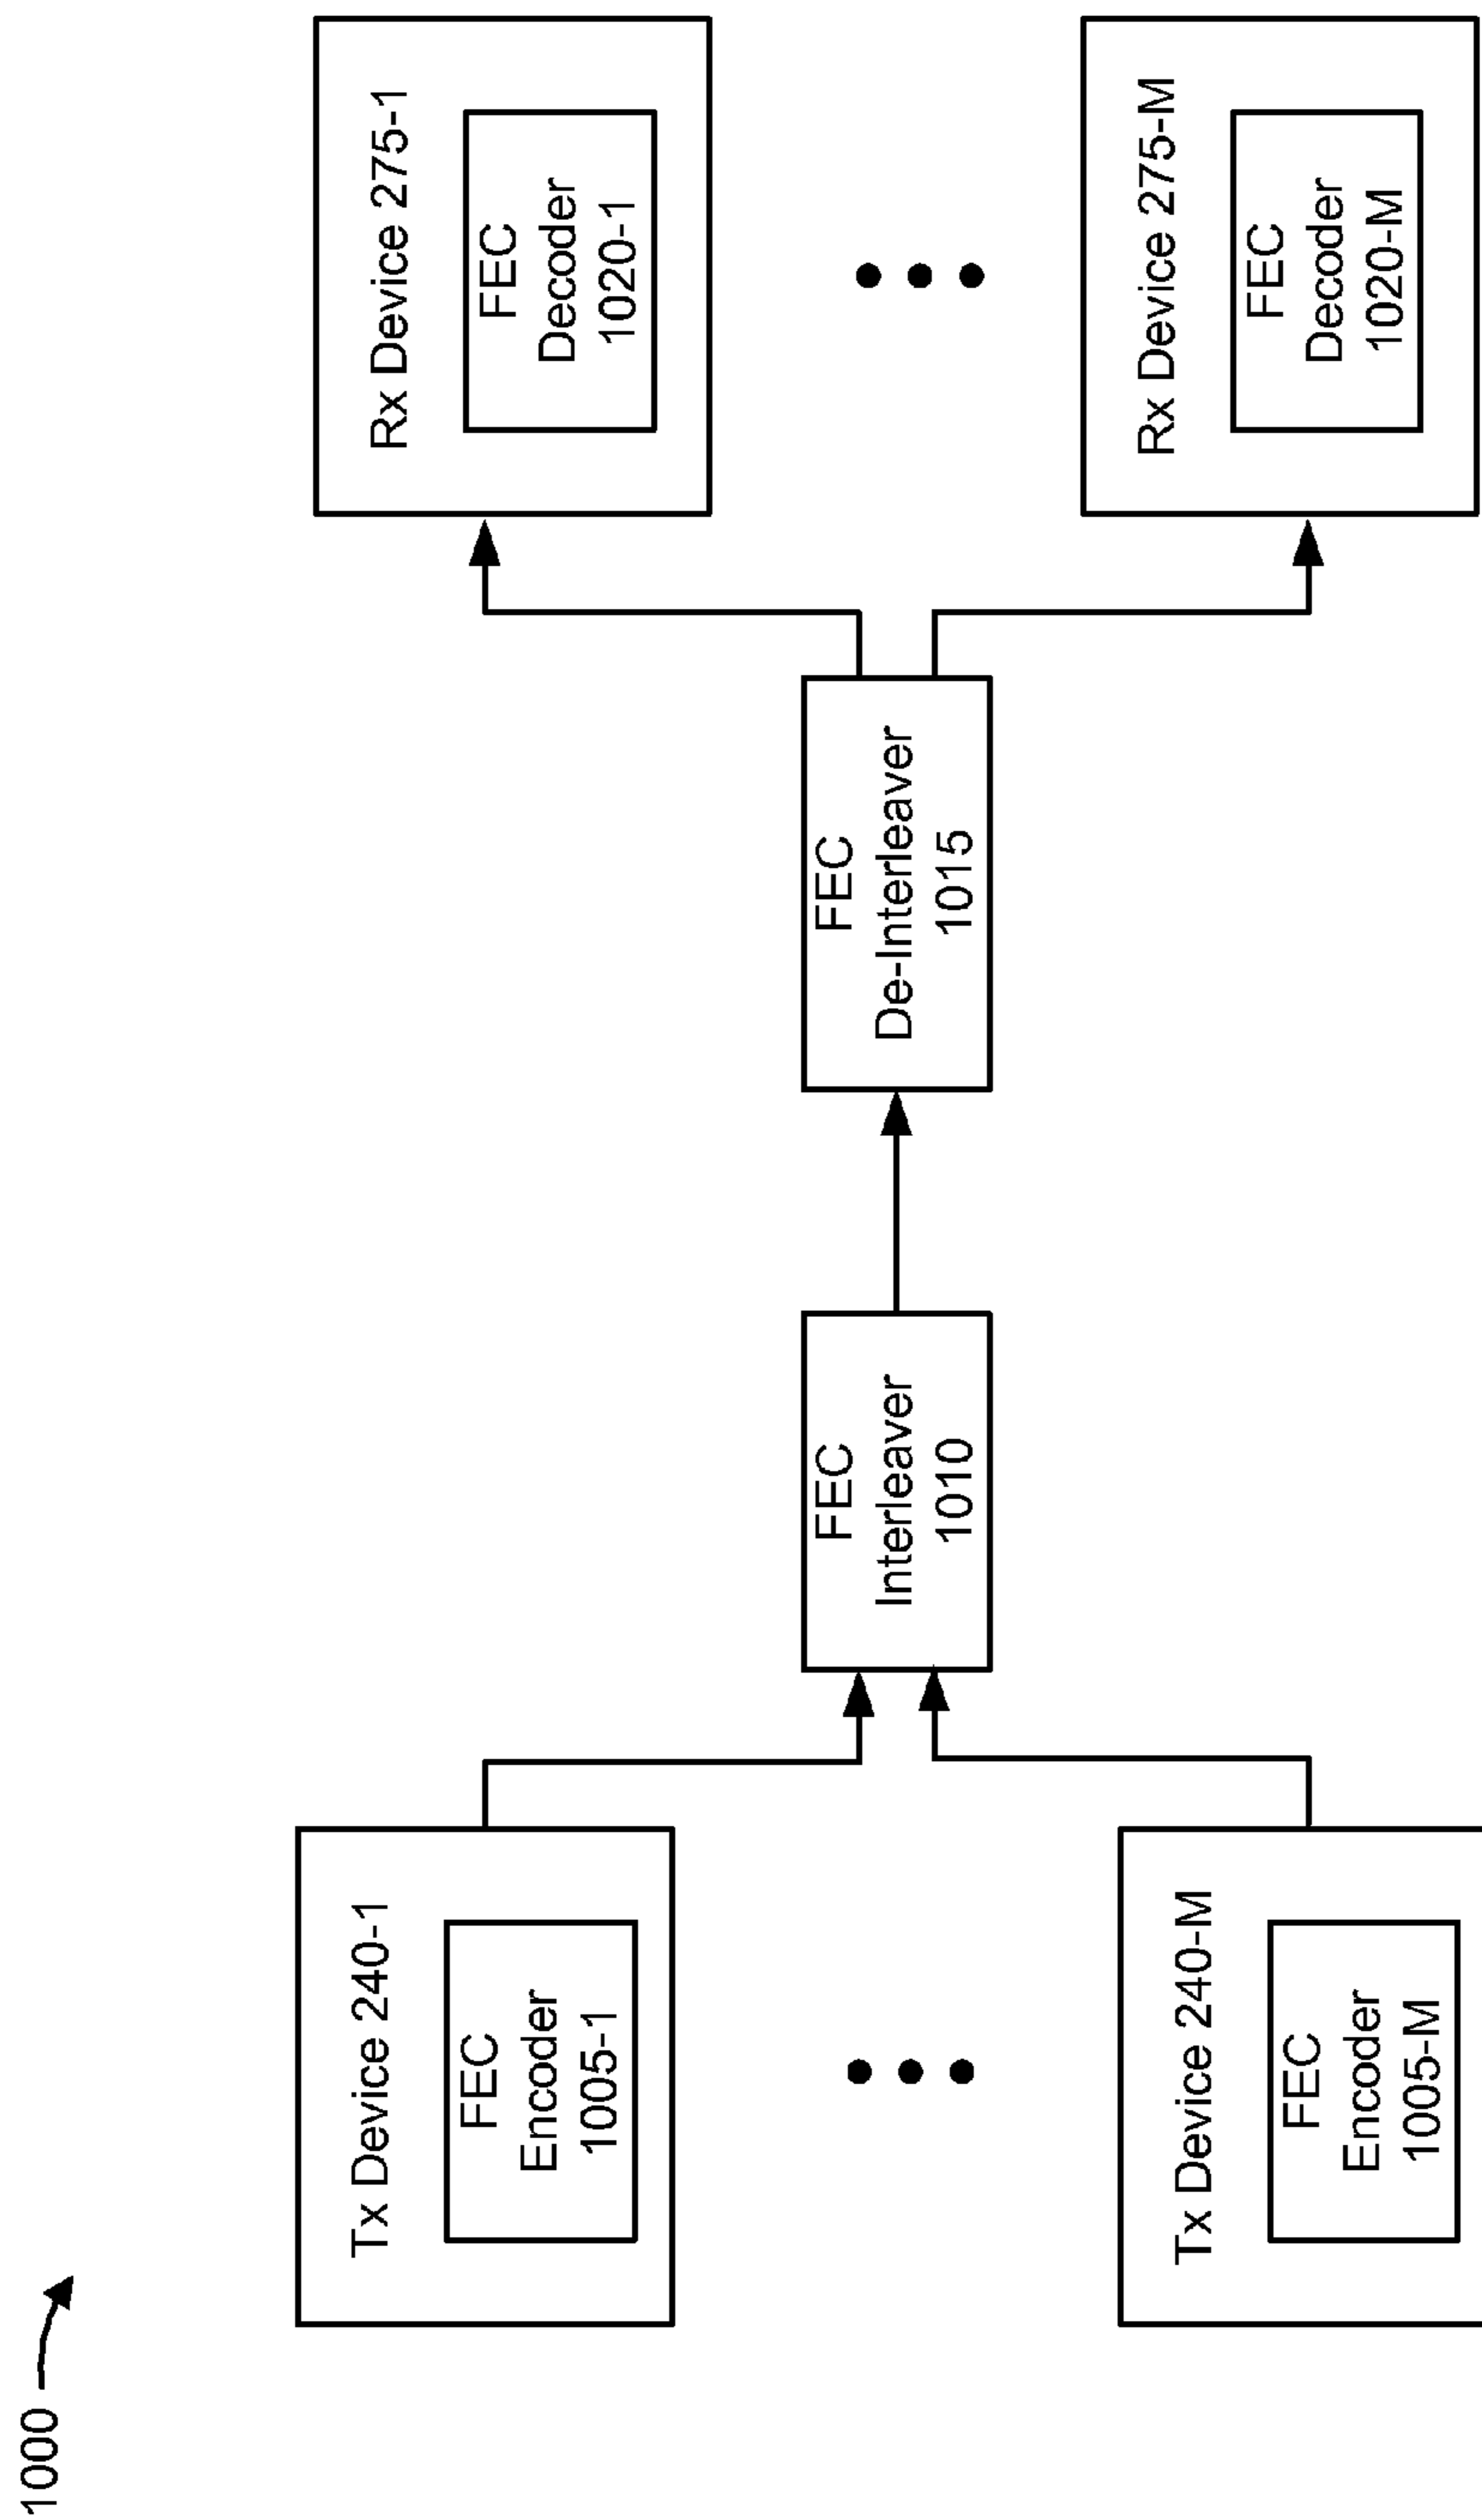 1000
Tx Device 240-1
FEC
Encoder
1005-1
Tx Device 240-M
FEC
Encoder
1005-M
FEC
Interleaver
1010
FEC
De-Interleaver
1015
Rx Device 275-1
FEC
Decoder
1020-1
Rx Device 275-M
FEC
Decoder
1020-M